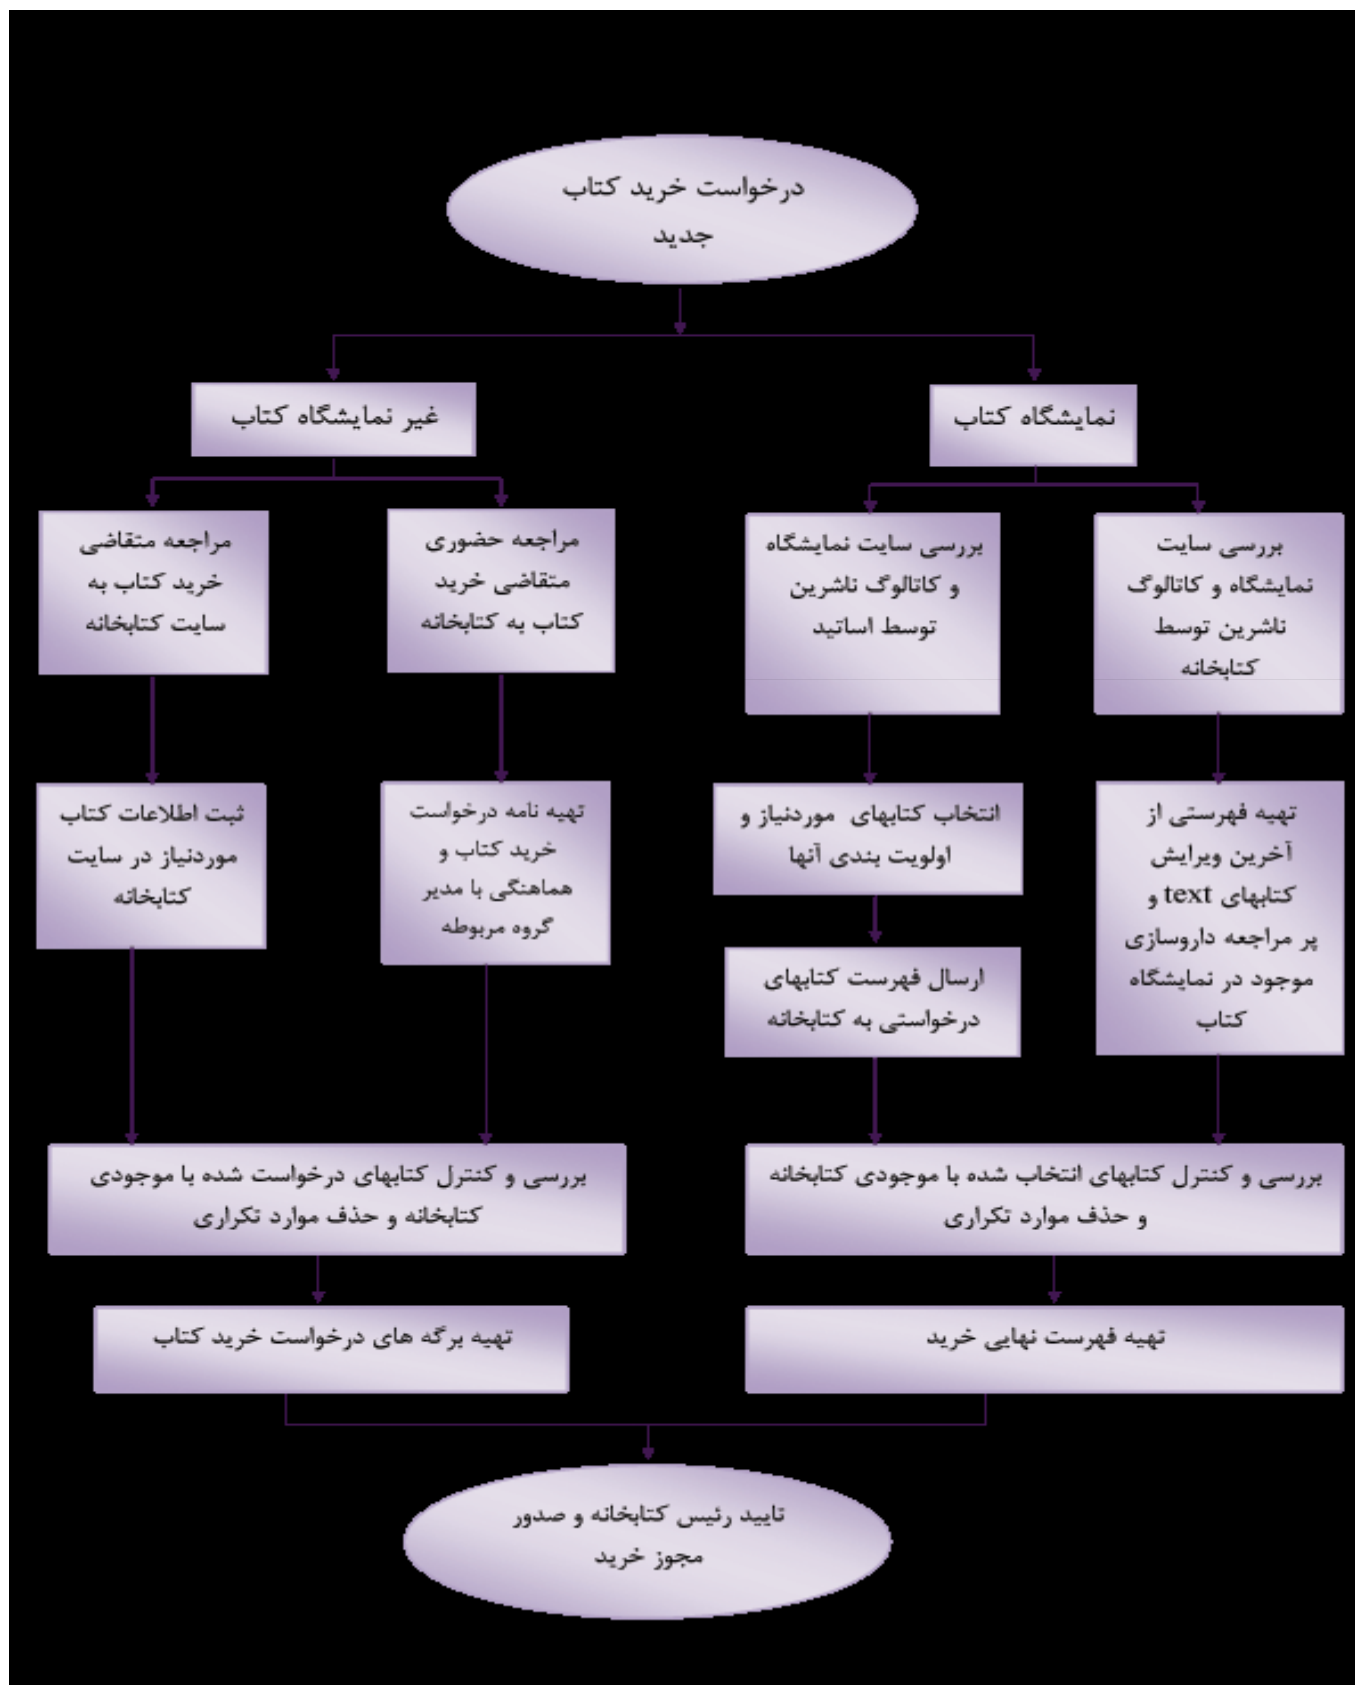 درخواست خرید کتاب
جدید
نمایشگاه کتاب
غیر نمایشگاه کتاب
بررسی سایت
نمایشگاه و کاتالوگ
ناشرین توسط
کتابخانه
بررسی سایت نمایشگاه
و کاتالوگ ناشرین
توسط اساتید
مراجعه حضوری
متقاضی خرید
کتاب به کتابخانه
مراجعه متقاضی
خرید کتاب به
سایت کتابخانه
تهیه فهرستی از
آخرین ویرایش
کتابهای text و
پر مراجعه داروسازی
موجود در نمایشگاه
کتاب
انتخاب کتابهای موردنیاز و
اولویت بندی آنها
ارسال فهرست کتابهای
درخواستی به کتابخانه
تهیه نامه درخواست
خرید کتاب و
هماهنگی با مدیر
گروه مربوطه
ثبت اطلاعات کتاب
موردنیاز در سایت
کتابخانه
بررسی و کنترل کتابهای انتخاب شده با موجودی کتابخانه
و حذف موارد تکراری
بررسی و کنترل کتابهای درخواست شده با موجودی
کتابخانه و حذف موارد تکراری
تهیه فهرست نهایی خرید
تهیه برگه های درخواست خرید کتاب
تایید رئیس کتابخانه و صدور
مجوز خرید